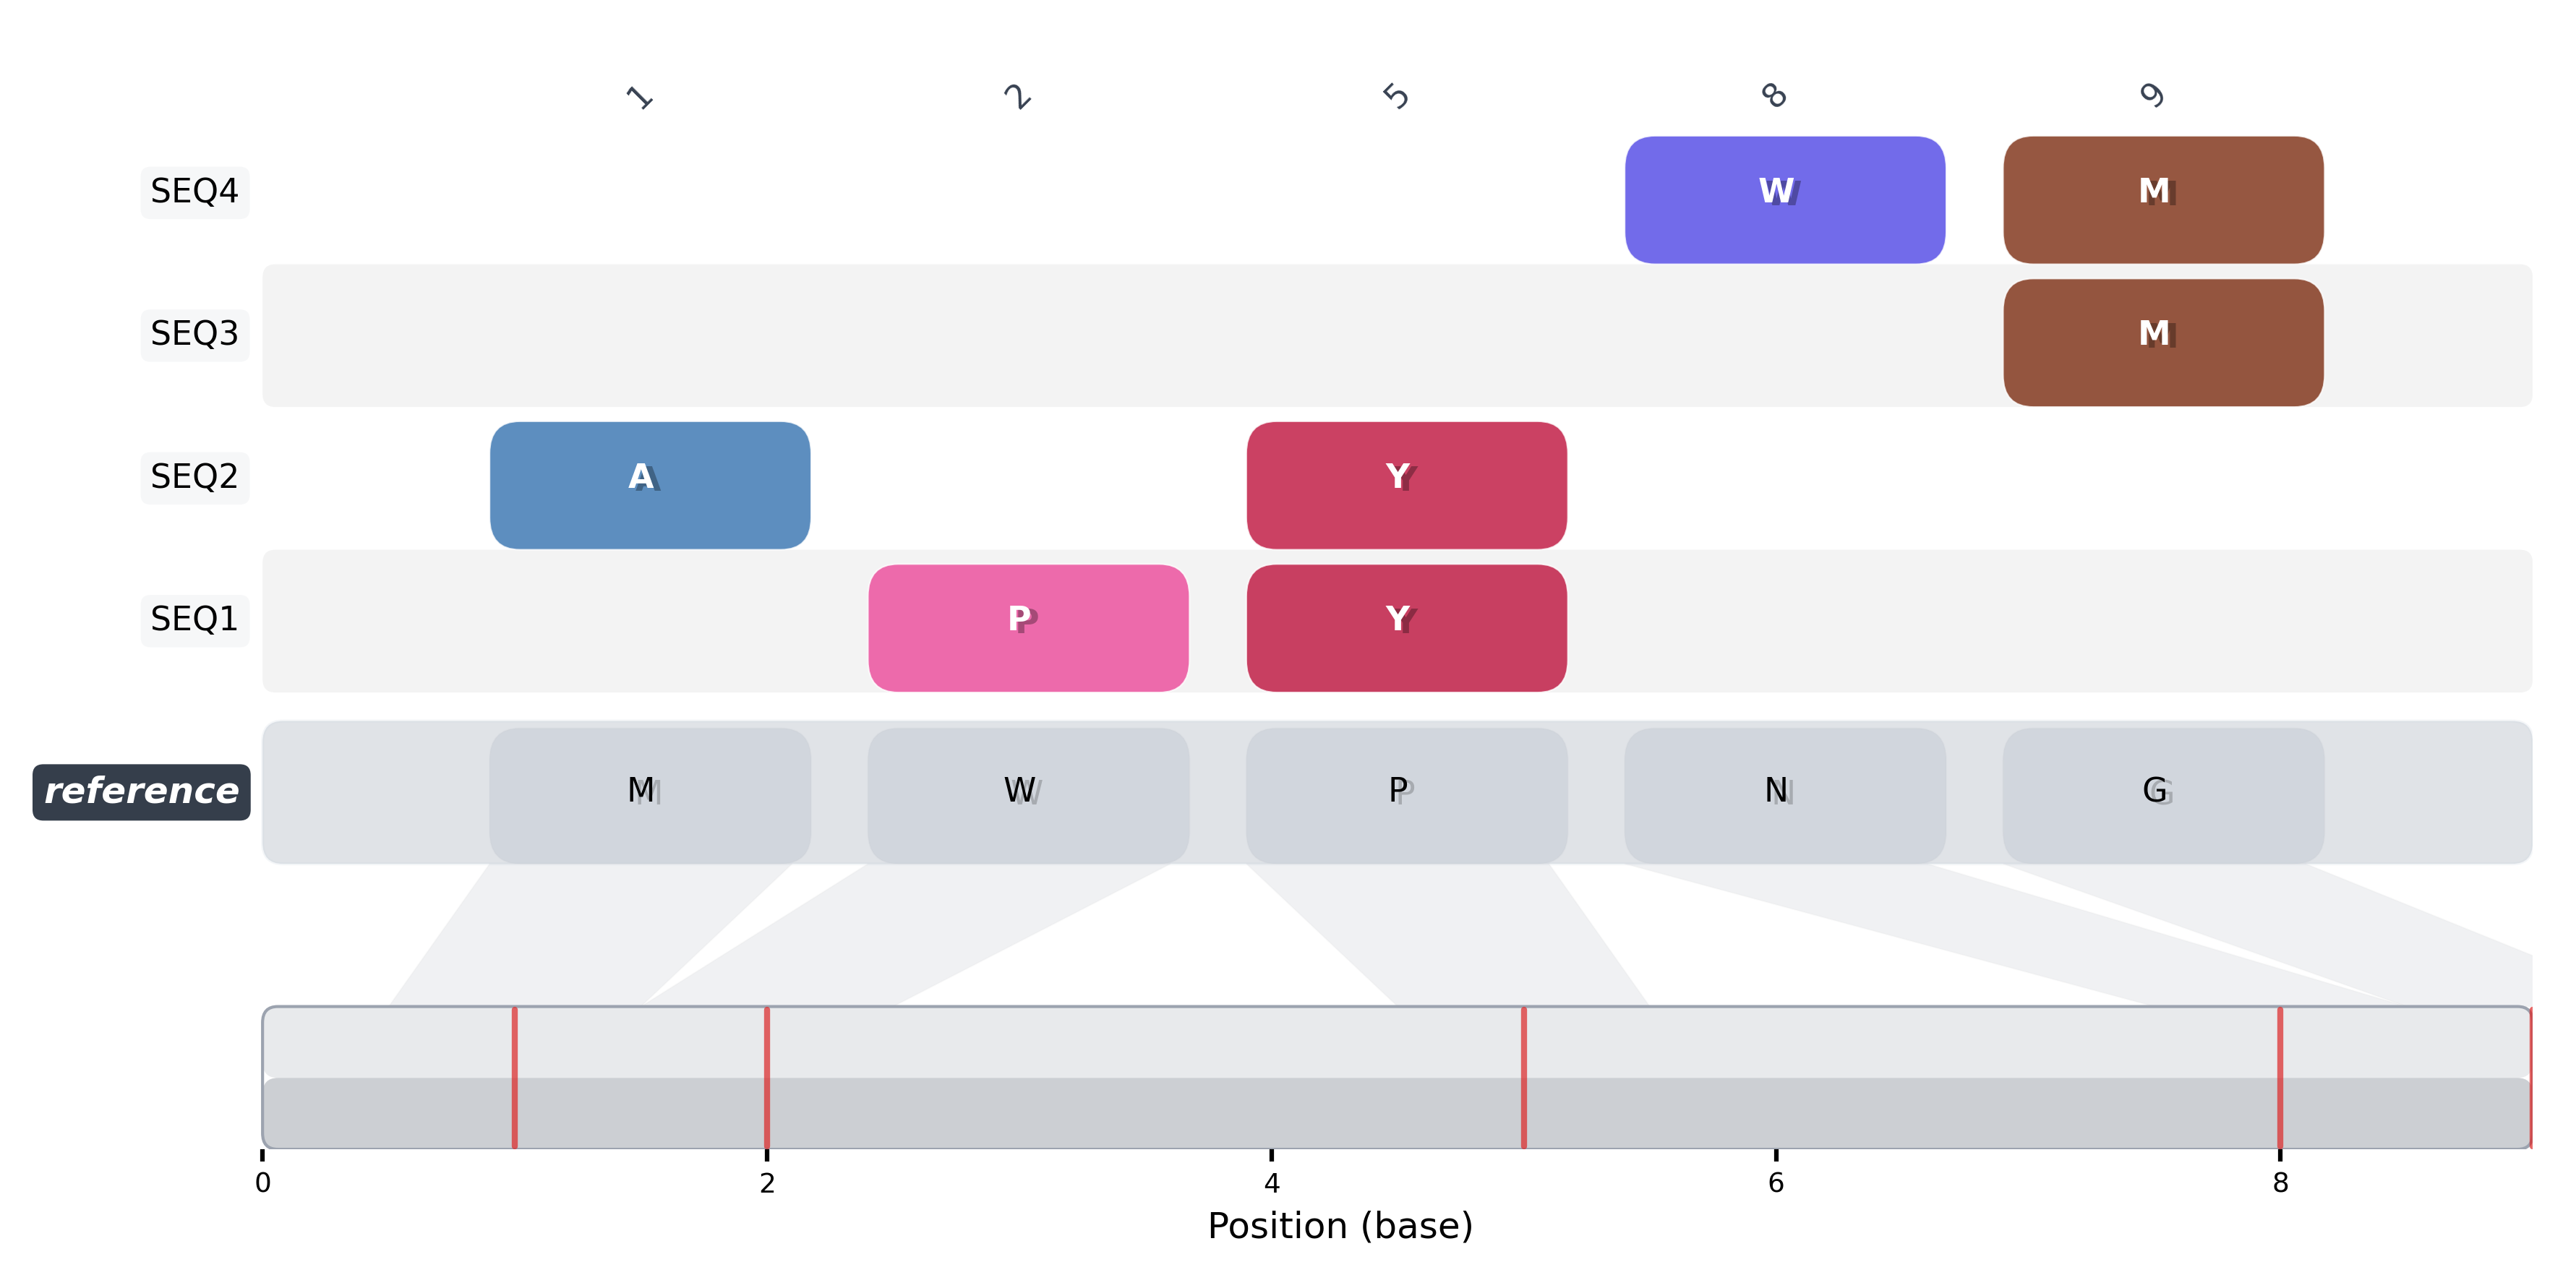 1 2 5 8 9
SEQ4 W M
SEQ3 M
SEQ2 A Y
SEQ1 P Y
reference M W P N G
0 2 4 6 8
Position (base)